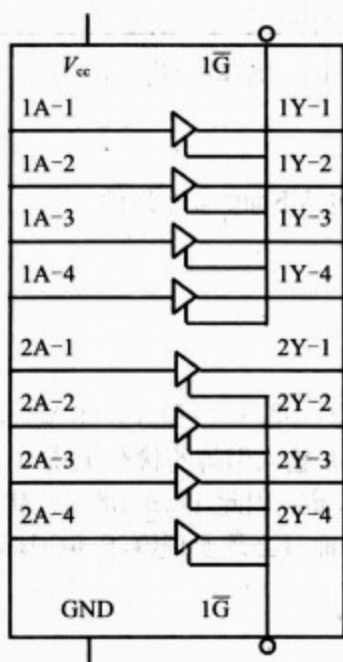 Vcc 1G̅
1A-1 1Y-1
1A-2 1Y-2
1A-3 1Y-3
1A-4 1Y-4
2A-1 2Y-1
2A-2 2Y-2
2A-3 2Y-3
2A-4 2Y-4
GND 1G̅